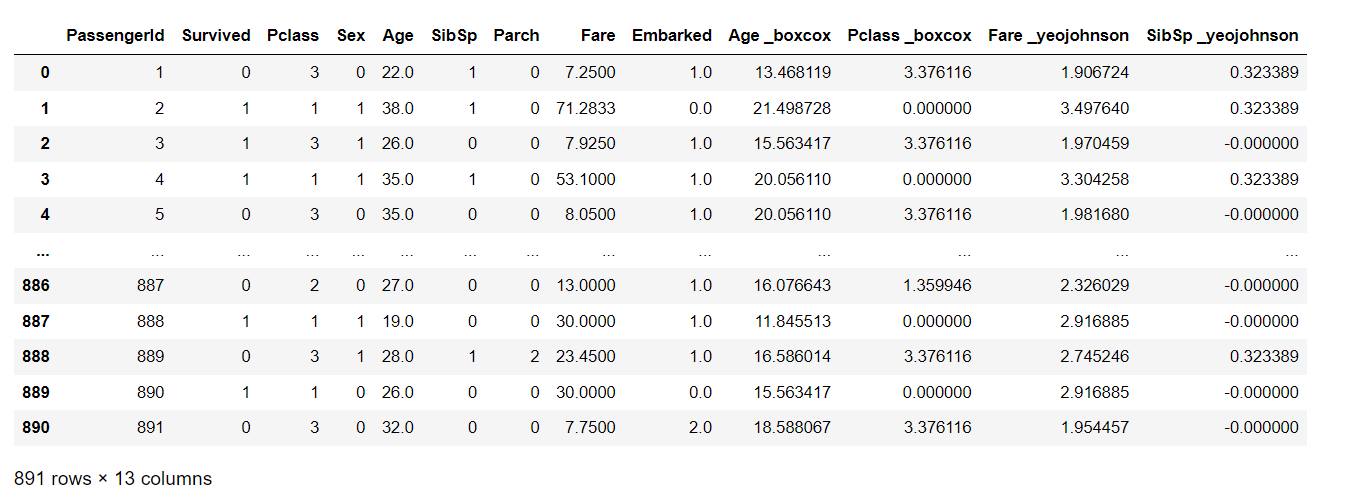 PassengerId Survived Pclass Sex Age SibSp Parch Fare Embarked Age _boxcox Pclass _boxcox Fare _yeojohnson SibSp _yeojohnson
0 1 0 3 0 22.0 1 0 7.2500 1.0 13.468119 3.376116 1.906724 0.323389
1 2 1 1 1 38.0 1 0 71.2833 0.0 21.498728 0.000000 3.497640 0.323389
2 3 1 3 1 26.0 0 0 7.9250 1.0 15.563417 3.376116 1.970459 -0.000000
3 4 1 1 1 35.0 1 0 53.1000 1.0 20.056110 0.000000 3.304258 0.323389
4 5 0 3 0 35.0 0 0 8.0500 1.0 20.056110 3.376116 1.981680 -0.000000
... ... ... ... ... ... ... ... ... ... ... ... ... ...
886 887 0 2 0 27.0 0 0 13.0000 1.0 16.076643 1.359946 2.326029 -0.000000
887 888 1 1 1 19.0 0 0 30.0000 1.0 11.845513 0.000000 2.916885 -0.000000
888 889 0 3 1 28.0 1 2 23.4500 1.0 16.586014 3.376116 2.745246 0.323389
889 890 1 1 0 26.0 0 0 30.0000 0.0 15.563417 0.000000 2.916885 -0.000000
890 891 0 3 0 32.0 0 0 7.7500 2.0 18.588067 3.376116 1.954457 -0.000000
891 rows × 13 columns